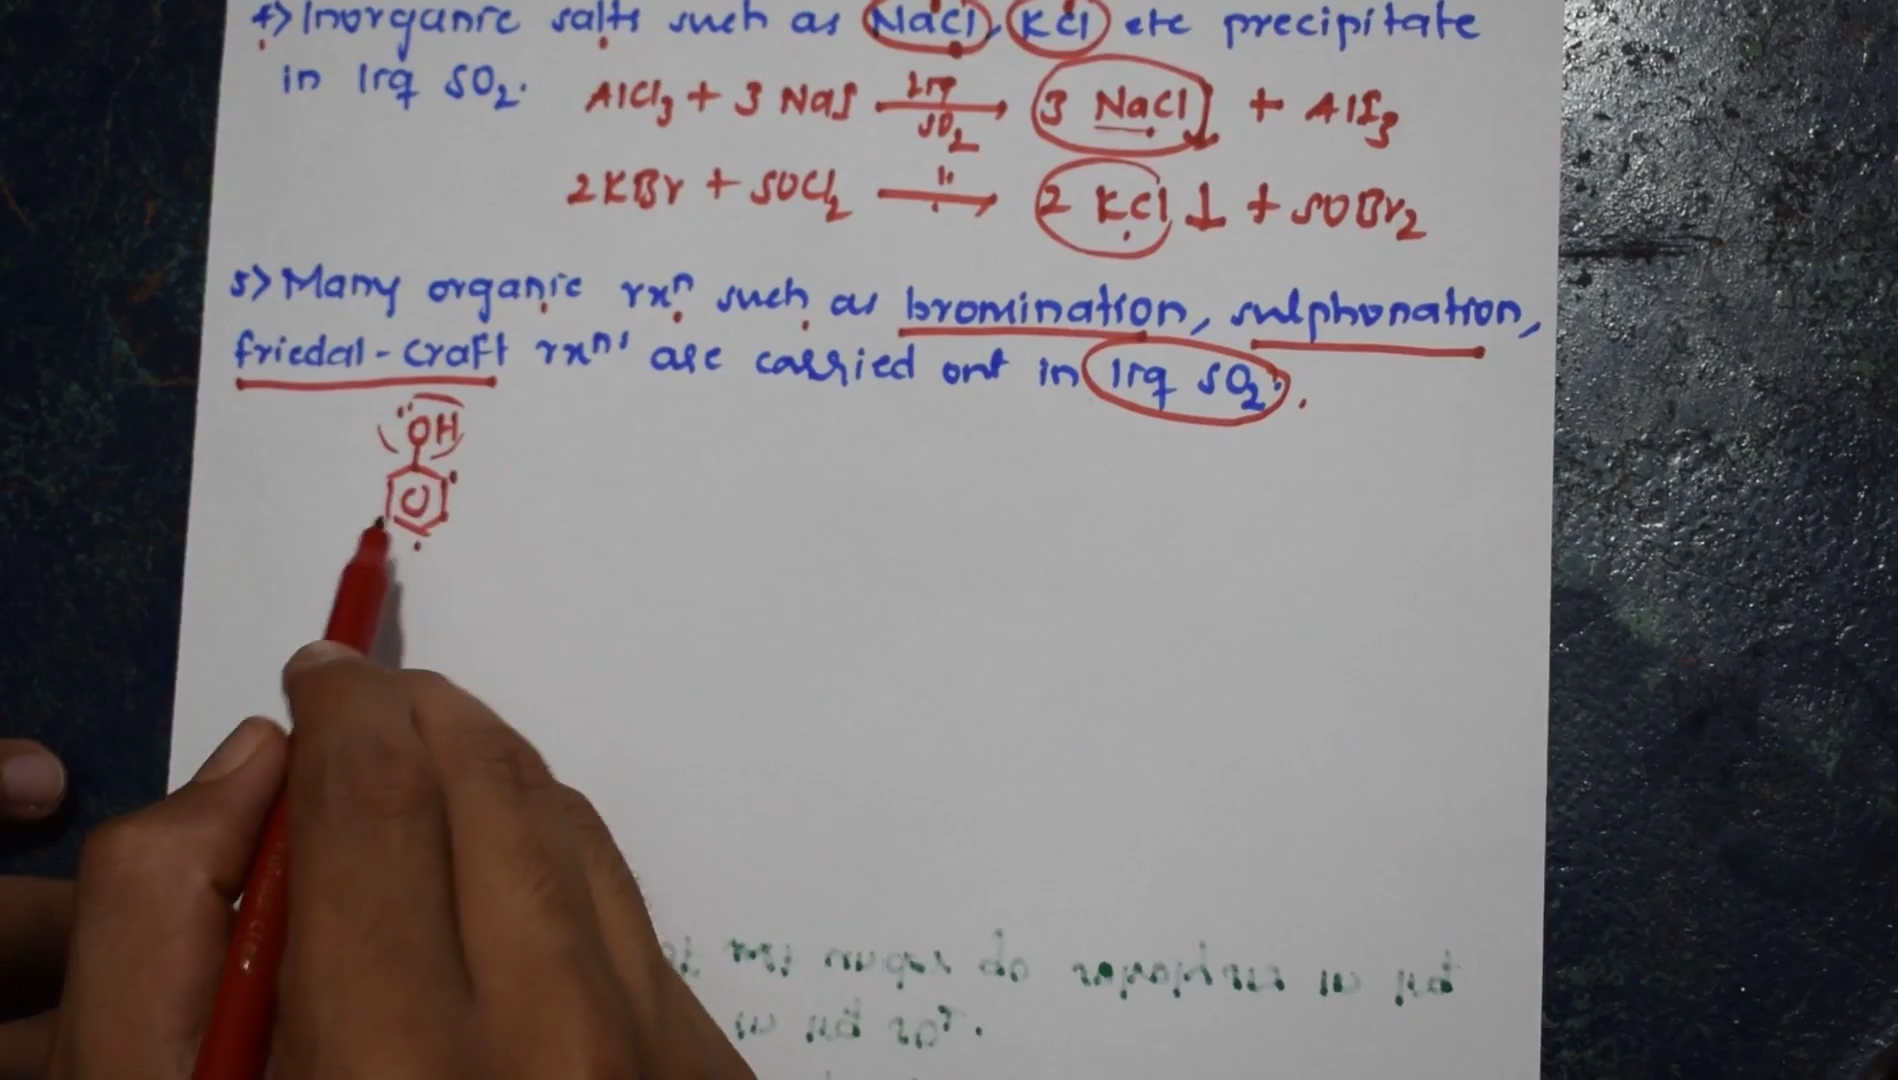 4) Inorganic salts such as NaCl, KCl etc precipitate
in liq SO2.
AlCl3 + 3 NaI liq SO2 → 3 NaCl ↓ + AlI3
2KBr + SOCl2 —"→ 2 KCl ↓ + SOBr2
5) Many organic rxn such as bromination, sulphonation,
friedal-craft rxns' are carried out in liq SO2.
OH